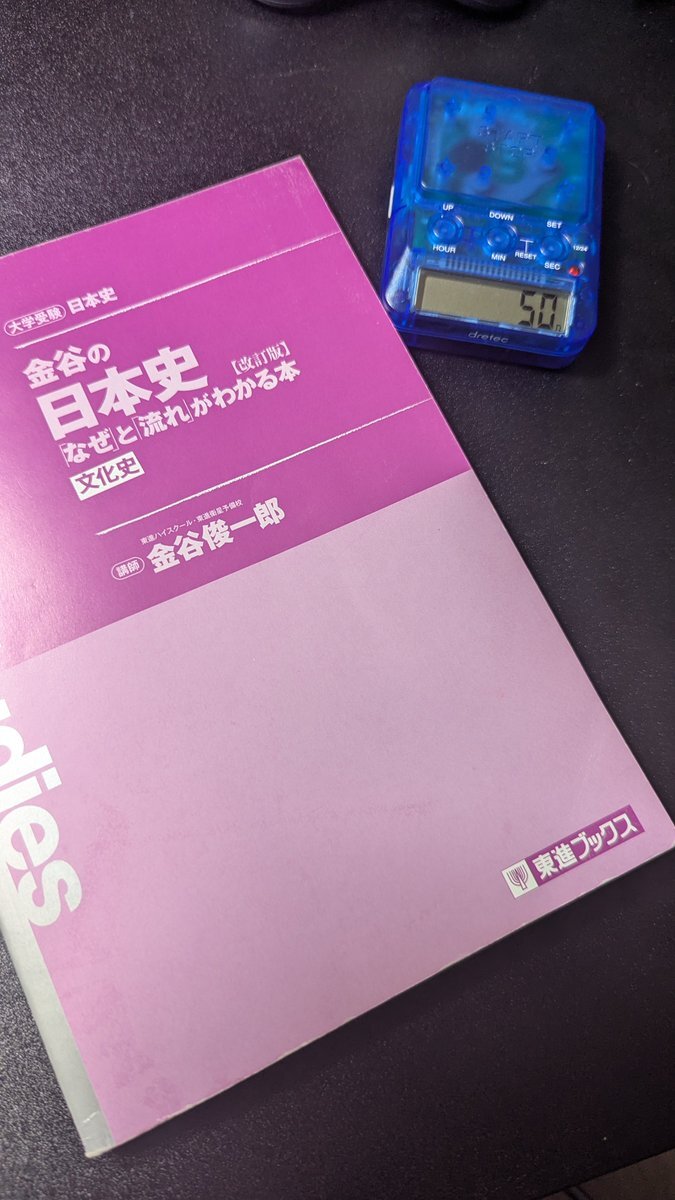 大学受験 日本史
金谷の
日本史【改訂版】
「なぜ」と「流れ」がわかる本
文化史
東進ハイスクール・東進衛星予備校
講師 金谷俊一郎
dies
東進ブックス
UP DOWN SET
HOUR MIN RESET SEC 12/24
50
dretec